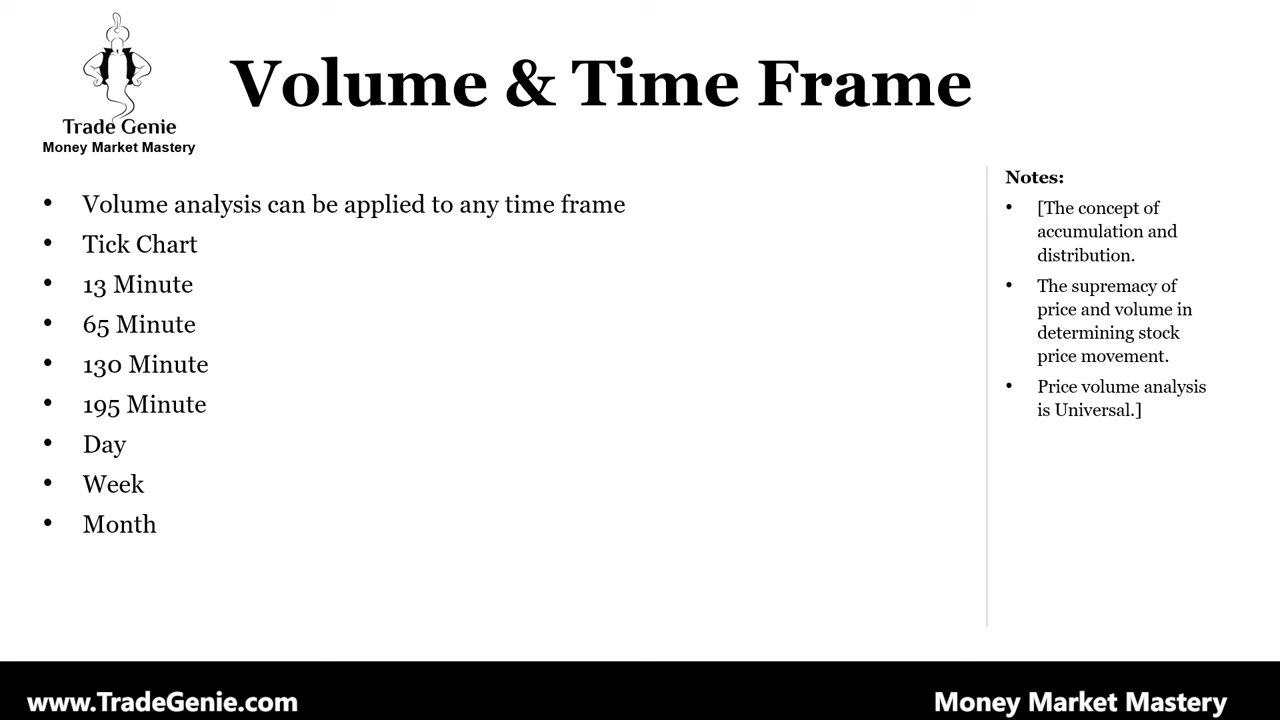 Trade Genie
Money Market Mastery
Volume & Time Frame
• Volume analysis can be applied to any time frame
• Tick Chart
• 13 Minute
• 65 Minute
• 130 Minute
• 195 Minute
• Day
• Week
• Month
Notes:
• [The concept of
accumulation and
distribution.
• The supremacy of
price and volume in
determining stock
price movement.
• Price volume analysis
is Universal.]
www.TradeGenie.com
Money Market Mastery